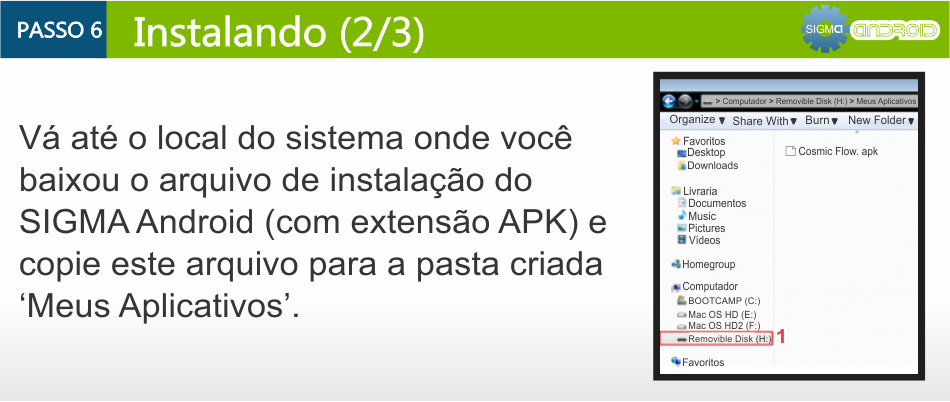 PASSO 6
Instalando (2/3)
SIGMA
ANDROID
Vá até o local do sistema onde você
baixou o arquivo de instalação do
SIGMA Android (com extensão APK) e
copie este arquivo para a pasta criada
‘Meus Aplicativos’.
> Computador > Removible Disk (H:) > Meus Aplicativos
Organize Share With Burn New Folder
Favoritos
Desktop
Downloads
Cosmic Flow. apk
Livraria
Documentos
Music
Pictures
Vídeos
Homegroup
Computador
BOOTCAMP (C:)
Mac OS HD (E:)
Mac OS HD2 (F:)
Removible Disk (H:) 1
Favoritos